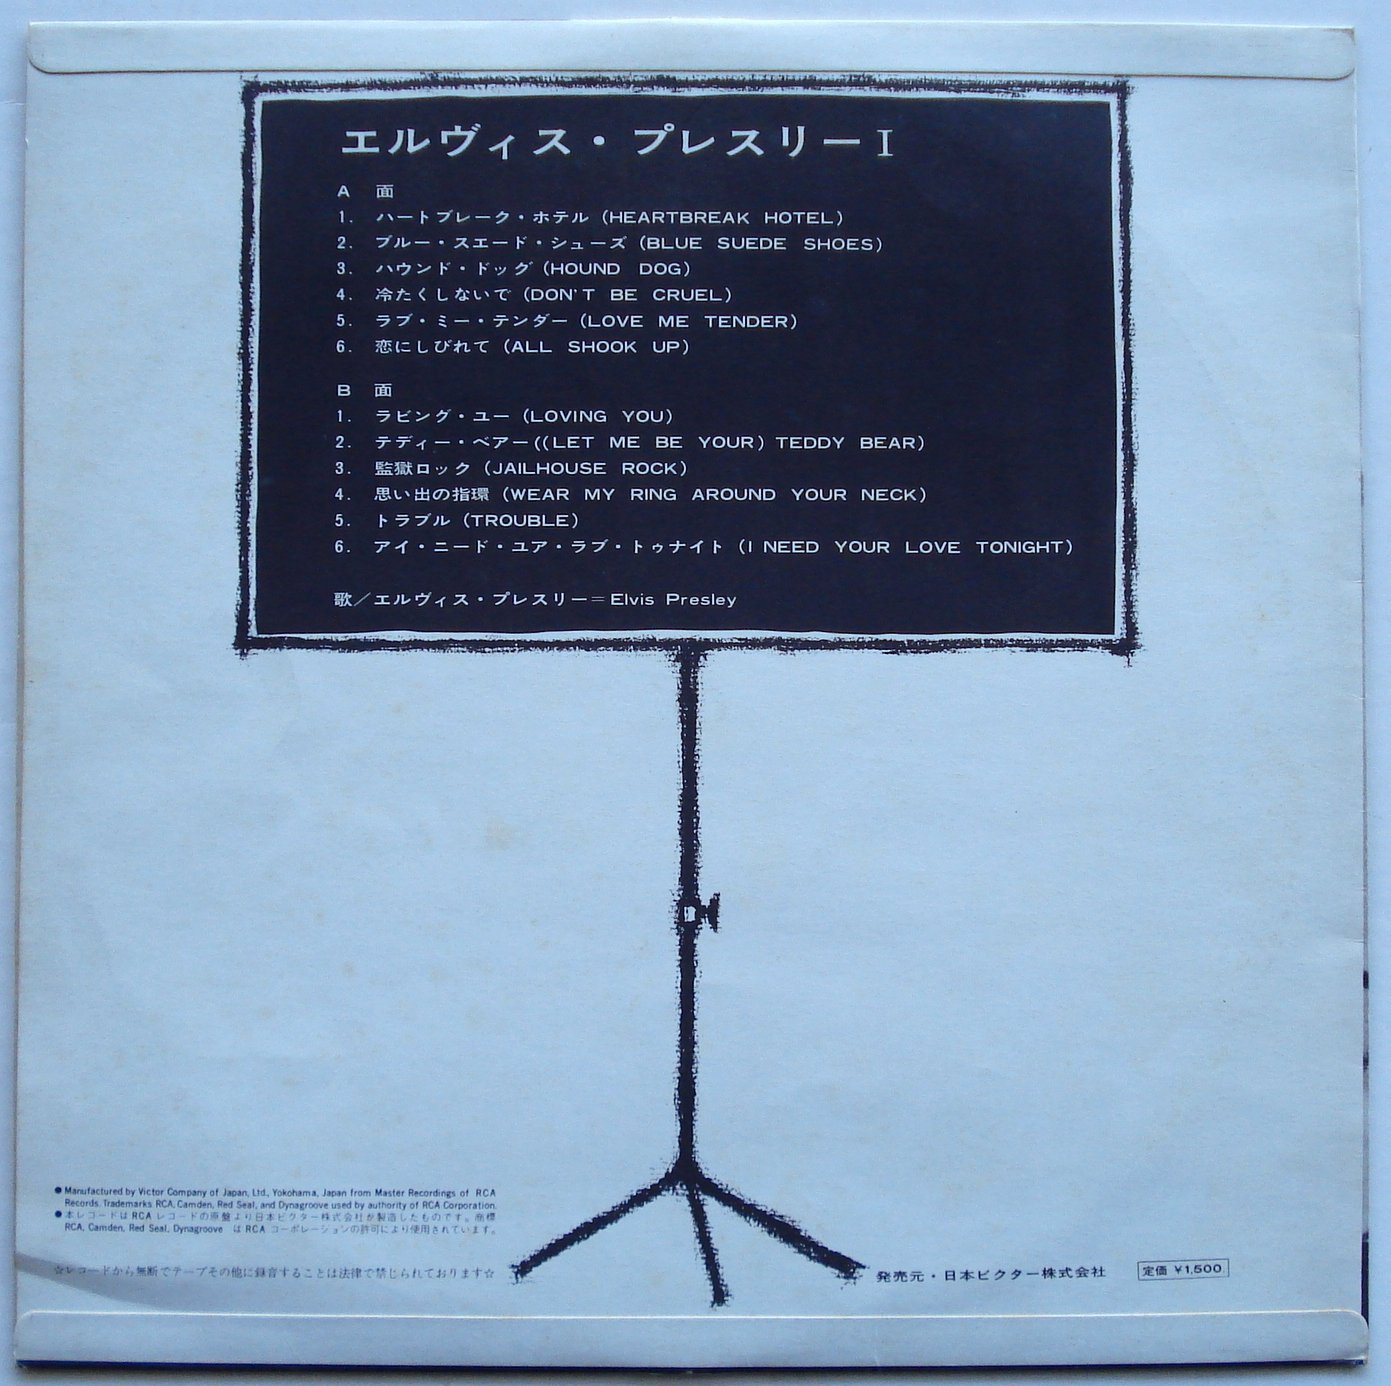 エルヴィス・プレスリーⅠ
A 面
1. ハートブレーク・ホテル (HEARTBREAK HOTEL)
2. ブルー・スエード・シューズ (BLUE SUEDE SHOES)
3. ハウンド・ドッグ (HOUND DOG)
4. 冷たくしないで (DON'T BE CRUEL)
5. ラブ・ミー・テンダー (LOVE ME TENDER)
6. 恋にしびれて (ALL SHOOK UP)
B 面
1. ラビング・ユー (LOVING YOU)
2. テディー・ベアー ((LET ME BE YOUR) TEDDY BEAR)
3. 監獄ロック (JAILHOUSE ROCK)
4. 思い出の指環 (WEAR MY RING AROUND YOUR NECK)
5. トラブル (TROUBLE)
6. アイ・ニード・ユア・ラブ・トゥナイト (I NEED YOUR LOVE TONIGHT)
歌／エルヴィス・プレスリー＝Elvis Presley
●Manufactured by Victor Company of Japan, Ltd., Yokohama, Japan from Master Recordings of RCA
Records. Trademarks RCA, Camden, Red Seal, and Dynagroove used by authority of RCA Corporation.
●本レコードは RCA レコードの原盤より日本ビクター株式会社が製造したものです。商標
RCA, Camden, Red Seal, Dynagroove は RCA コーポレーションの許可により使用されています。
☆レコードから無断でテープその他に録音することは法律で禁じられております☆
発売元・日本ビクター株式会社
定価 ¥1,500